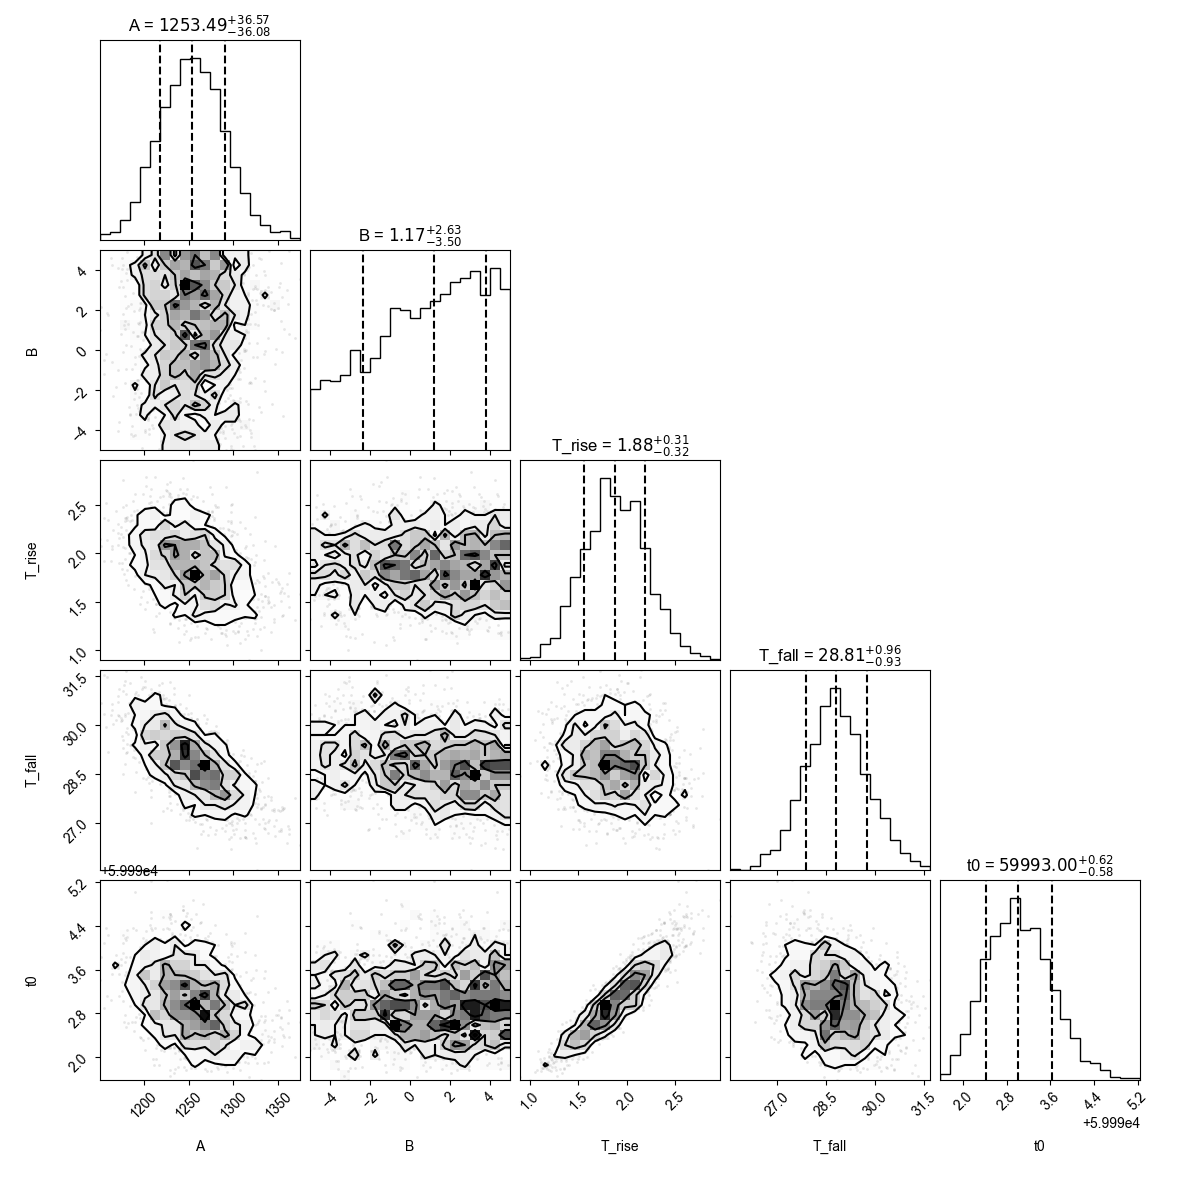 A = 1253.49+36.57−36.08
B = 1.17+2.63−3.50
4
2
0
−2
−4
B
T_rise = 1.88+0.31−0.32
2.5
2.0
1.5
1.0
T_rise
T_fall = 28.81+0.96−0.93
31.5
30.0
28.5
27.0
T_fall
+5.999e4
t0 = 59993.00+0.62−0.58
5.2
4.4
3.6
2.8
2.0
t0
1200 1250 1300 1350 −4 −2 0 2 4 1.0 1.5 2.0 2.5 27.0 28.5 30.0 31.5 2.0 2.8 3.6 4.4 5.2
+5.999e4
A B T_rise T_fall t0